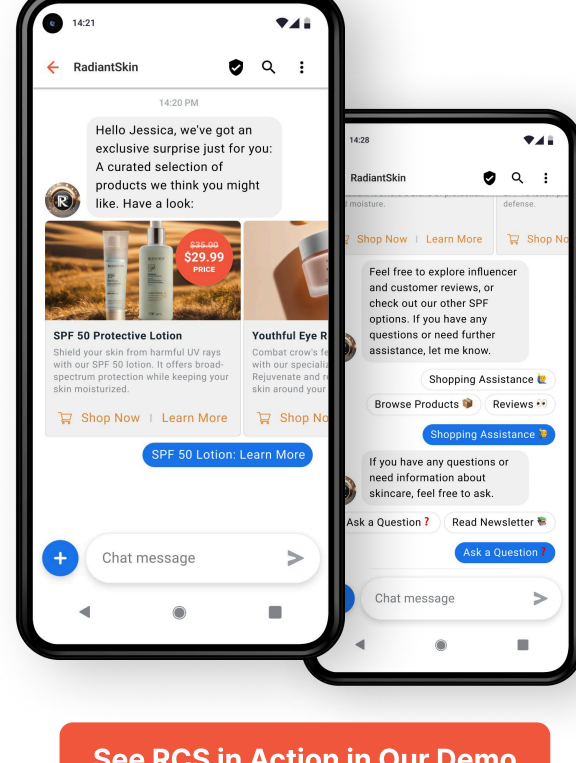 14:21
RadiantSkin
14:20 PM
Hello Jessica, we've got an
exclusive surprise just for you:
A curated selection of
products we think you might
like. Have a look:
R
$35.00
$29.99
PRICE
SPF 50 Protective Lotion
Shield your skin from harmful UV rays
with our SPF 50 lotion. It offers broad-
spectrum protection while keeping your
skin moisturized.
Shop Now | Learn More
Youthful Eye R
Combat crow's fe
with our specializ
Rejuvenate and re
skin around your
Shop No
SPF 50 Lotion: Learn More
Chat message
14:28
RadiantSkin
d moisture.
defense.
Shop Now | Learn More
Shop No
Feel free to explore influencer
and customer reviews, or
check out our other SPF
options. If you have any
questions or need further
assistance, let me know.
Shopping Assistance
Browse Products
Reviews
Shopping Assistance
If you have any questions or
need information about
skincare, feel free to ask.
Ask a Question ?
Read Newsletter
Ask a Question ?
Chat message
See RCS in Action in Our Demo